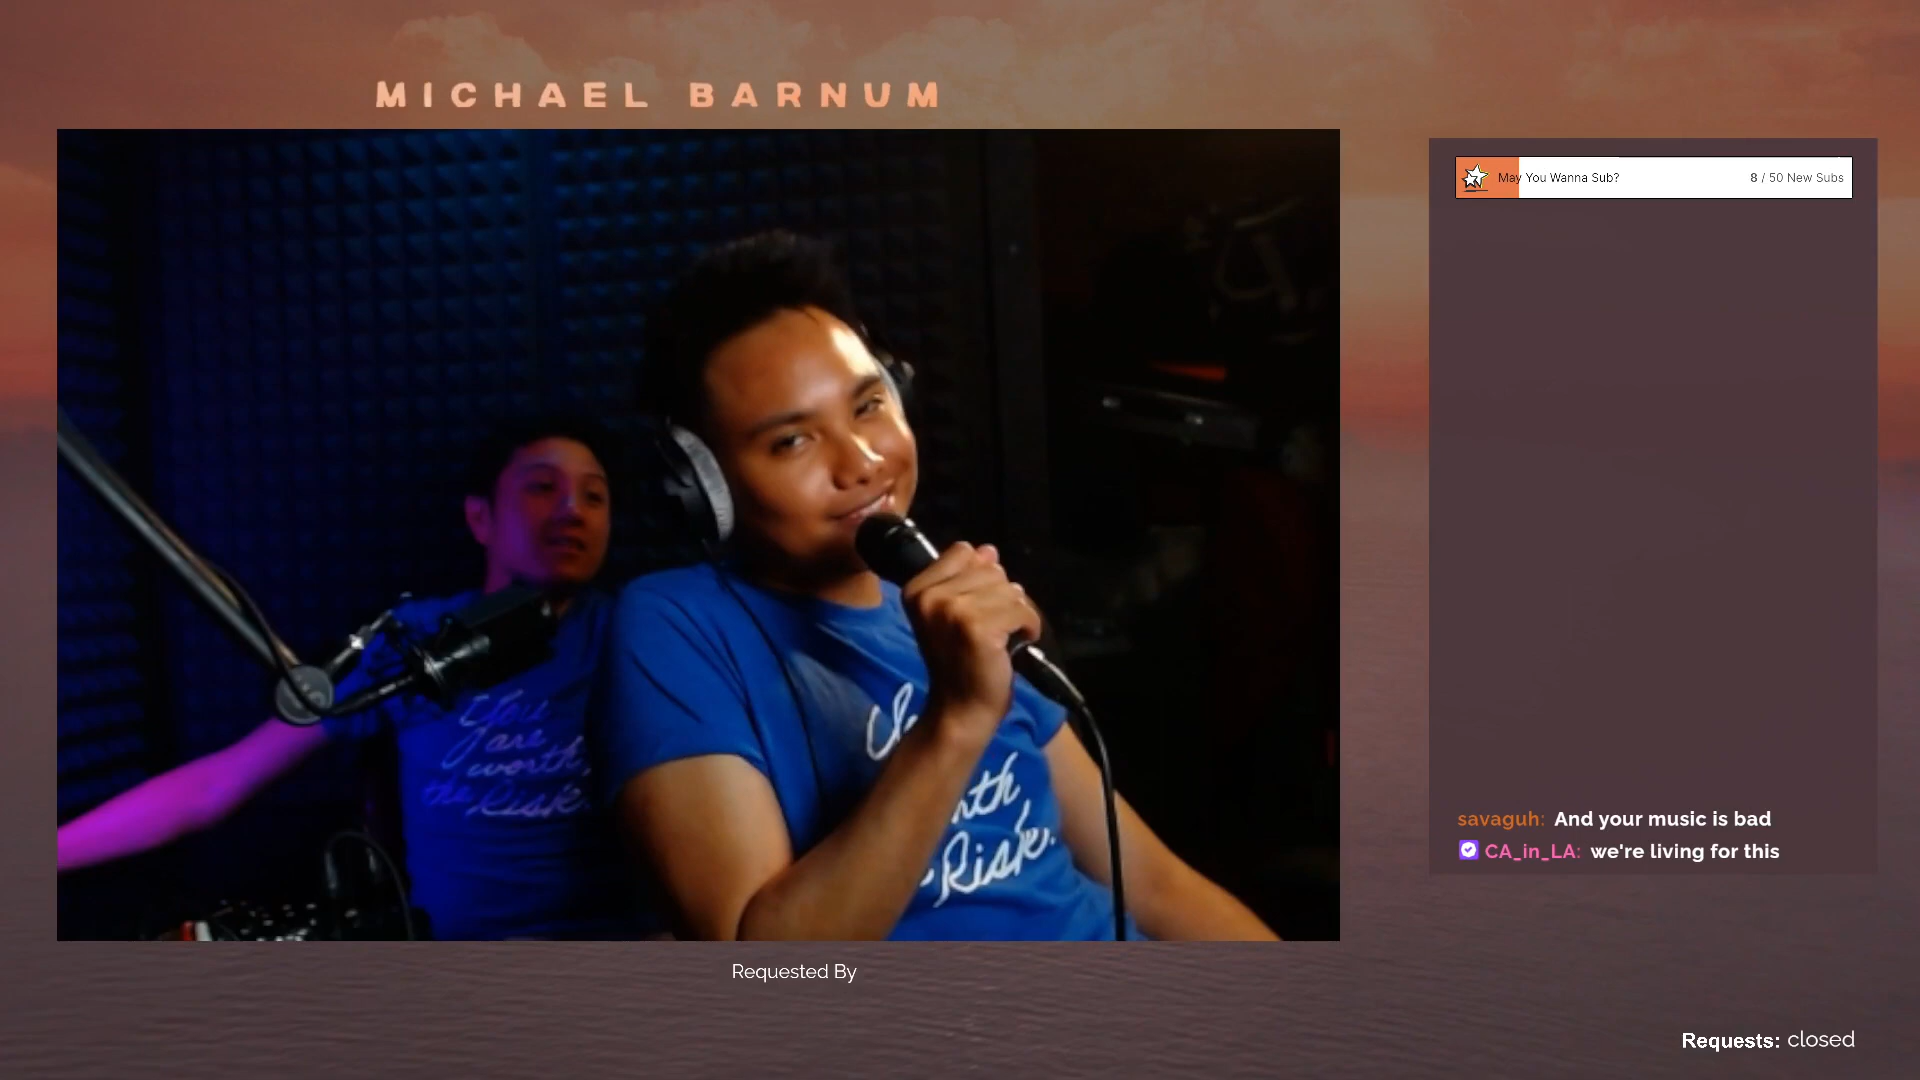 MICHAEL BARNUM
May You Wanna Sub?
8 / 50 New Subs
You
are
worth
the Risk.
worth
Risk.
savaguh: And your music is bad
CA_in_LA: we're living for this
Requested By
Requests: closed